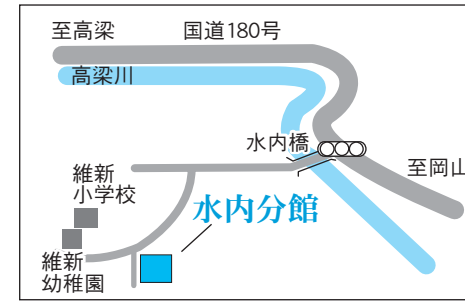 至高梁
国道180号
高梁川
水内橋
至岡山
維新
小学校
水内分館
維新
幼稚園